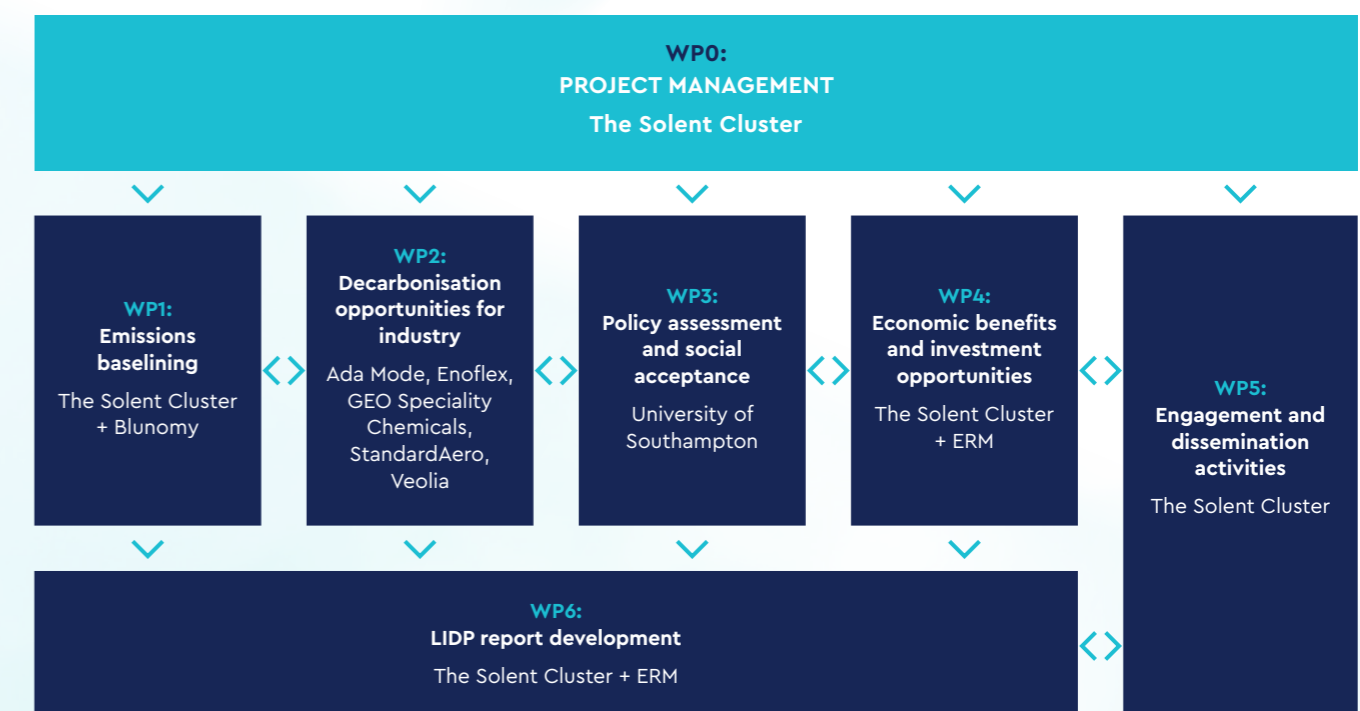 WP0:
PROJECT MANAGEMENT
The Solent Cluster
WP1:
Emissions
baselining
The Solent Cluster
+ Blunomy
WP2:
Decarbonisation
opportunities for
industry
Ada Mode, Enoflex,
GEO Speciality
Chemicals,
StandardAero,
Veolia
WP3:
Policy assessment
and social
acceptance
University of
Southampton
WP4:
Economic benefits
and investment
opportunities
The Solent Cluster
+ ERM
WP5:
Engagement and
dissemination
activities
The Solent Cluster
WP6:
LIDP report development
The Solent Cluster + ERM